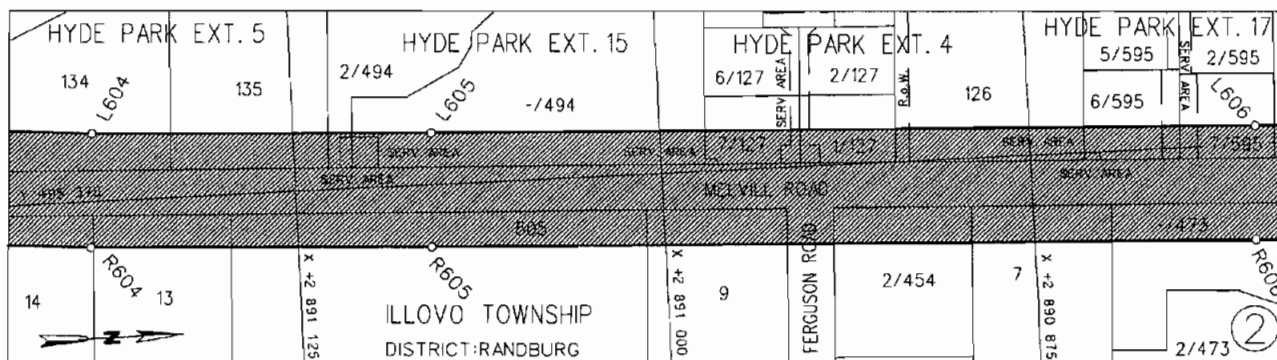 HYDE PARK EXT. 5
HYDE PARK EXT. 15
HYDE PARK EXT. 4
HYDE PARK EXT. 17
134
L604
135
2/494
L605
-/494
6/127
SERV AREA
2/127
R.o.W.
126
5/595
SERV AREA
2/595
6/595
L606
SERV AREA
SERV AREA
7/127
1/127
SERV AREA
7/595
SERV AREA
MELVILL ROAD
SERV AREA
605
-/473
14
R604
13
X +2 891 125
R605
ILLOVO TOWNSHIP
DISTRICT:RANDBURG
X +2 891 000
9
FERGUSON ROAD
2/454
7
X +2 890 875
2/473
2
Z